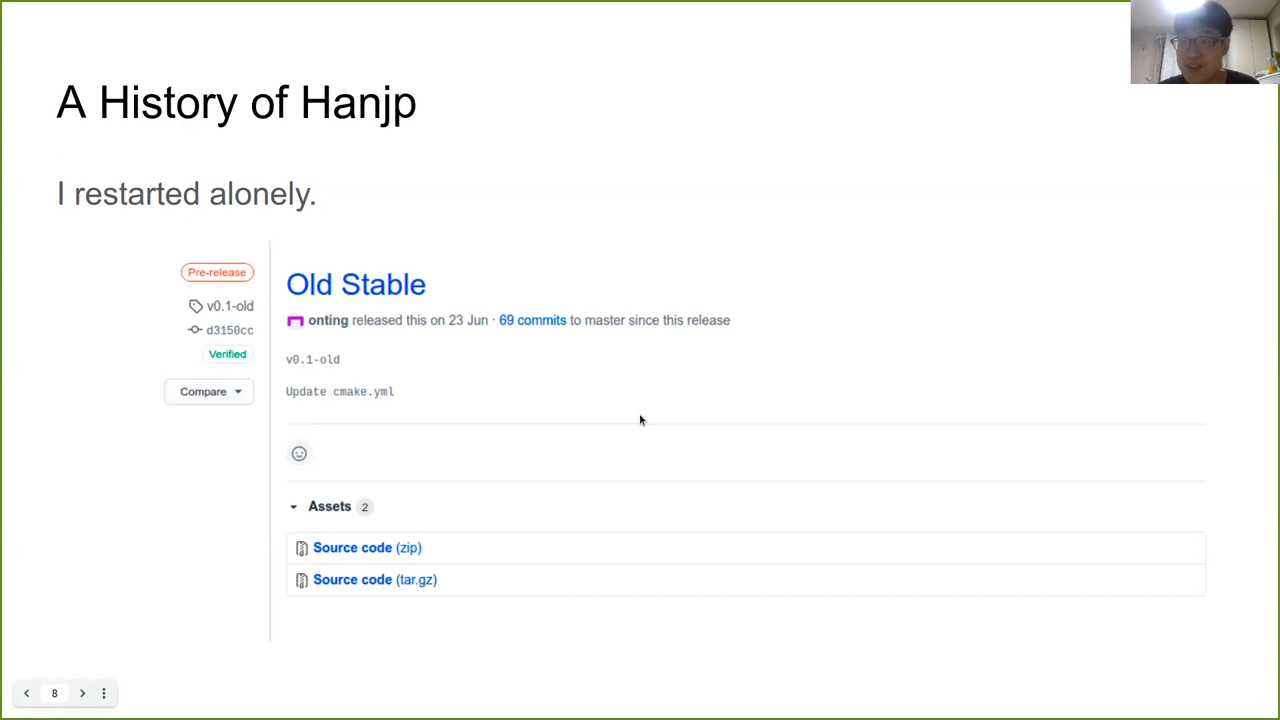 A History of Hanjp
I restarted alonely.
Pre-release
v0.1-old
d3150cc
Verified
Compare
Old Stable
onting released this on 23 Jun · 69 commits to master since this release
v0.1-old
Update cmake.yml
Assets 2
Source code (zip)
Source code (tar.gz)
8